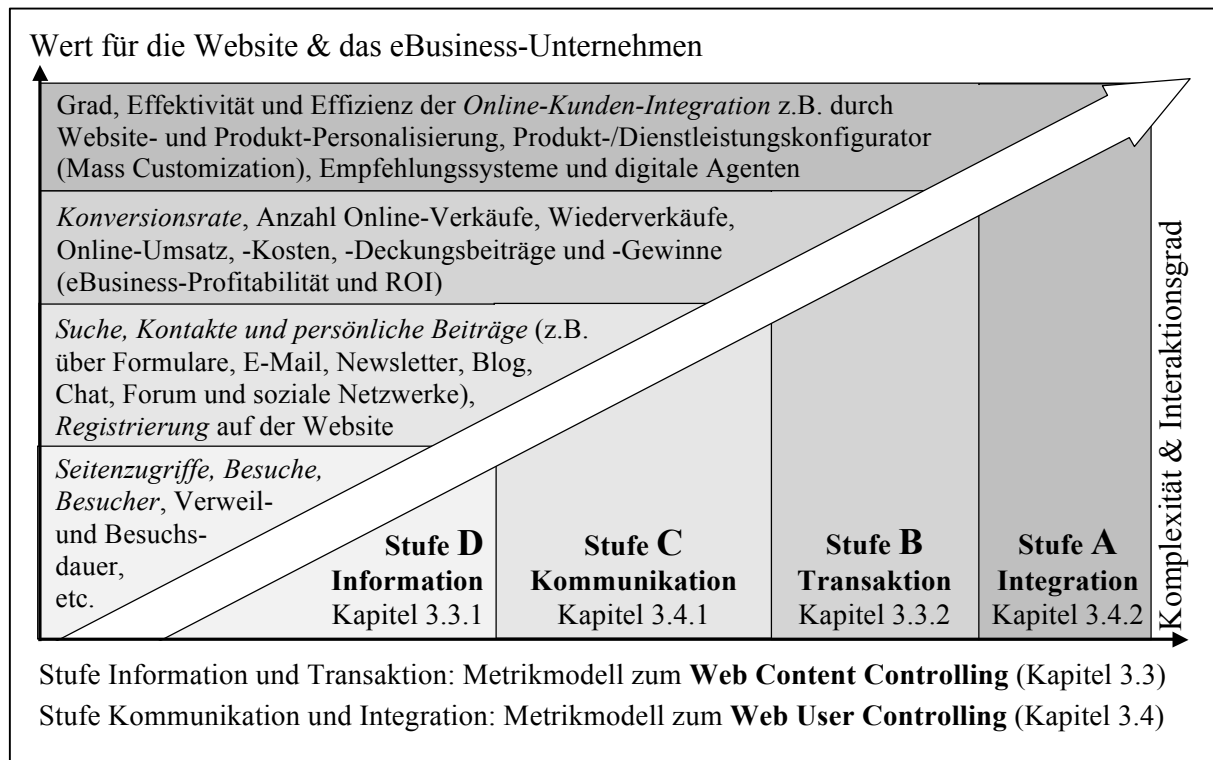 Wert für die Website & das eBusiness-Unternehmen
Grad, Effektivität und Effizienz der Online-Kunden-Integration z.B. durch
Website- und Produkt-Personalisierung, Produkt-/Dienstleistungskonfigurator
(Mass Customization), Empfehlungssysteme und digitale Agenten
Konversionsrate, Anzahl Online-Verkäufe, Wiederverkäufe,
Online-Umsatz, -Kosten, -Deckungsbeiträge und -Gewinne
(eBusiness-Profitabilität und ROI)
Suche, Kontakte und persönliche Beiträge (z.B.
über Formulare, E-Mail, Newsletter, Blog,
Chat, Forum und soziale Netzwerke),
Registrierung auf der Website
Seitenzugriffe, Besuche,
Besucher, Verweil-
und Besuchs-
dauer,
etc.
Stufe D
Information
Kapitel 3.3.1
Stufe C
Kommunikation
Kapitel 3.4.1
Stufe B
Transaktion
Kapitel 3.3.2
Stufe A
Integration
Kapitel 3.4.2
Komplexität & Interaktionsgrad
Stufe Information und Transaktion: Metrikmodell zum Web Content Controlling (Kapitel 3.3)
Stufe Kommunikation und Integration: Metrikmodell zum Web User Controlling (Kapitel 3.4)